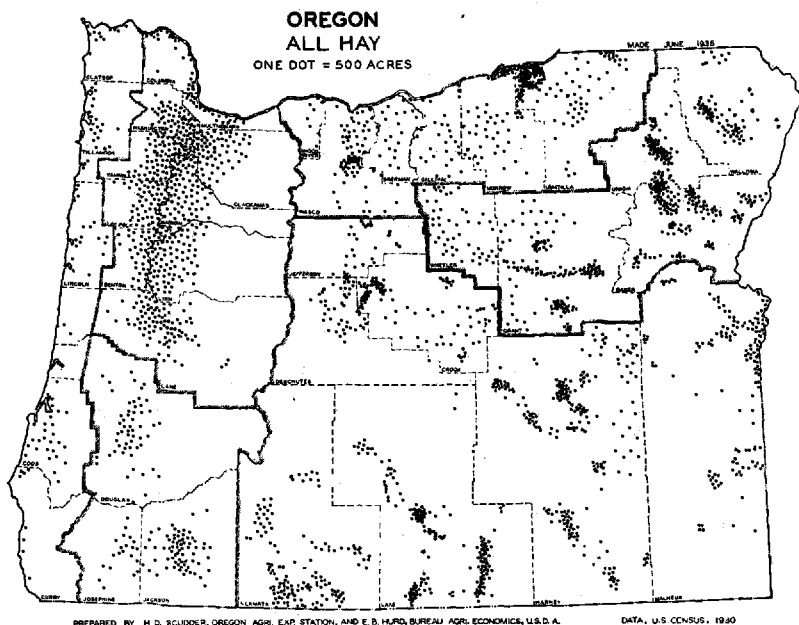 OREGON
ALL HAY
ONE DOT = 500 ACRES
MADE JUNE 1935
CLATSOP
COLUMBIA
TILLAMOOK
WALLOWA
CLACKAMAS
SHERMAN
GILLIAM
MORROW
UMATILLA
UNION
WASCO
JEFFERSON
WHEELER
LINCOLN
BENTON
GRANT
BAKER
CROOK
LANE
DESCHUTES
COOS
DOUGLAS
CURRY
JOSEPHINE
JACKSON
KLAMATH
LAKE
HARNEY
MALHEUR
PREPARED BY H.D. SCUDDER, OREGON AGRI. EXP. STATION, AND E.B. HURD, BUREAU AGRI. ECONOMICS, U.S.D.A.
DATA, U.S. CENSUS, 1930